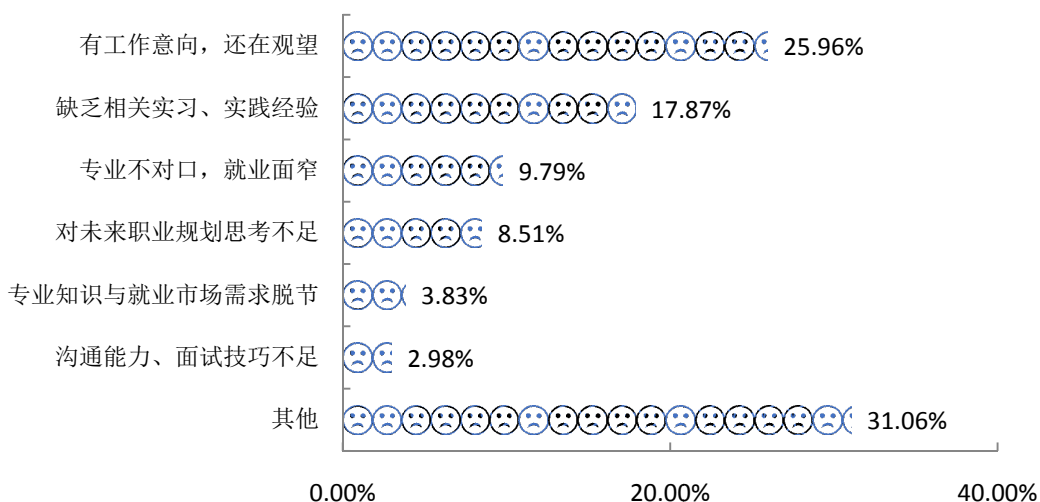 有工作意向，还在观望
25.96%
缺乏相关实习、实践经验
17.87%
专业不对口，就业面窄
9.79%
对未来职业规划思考不足
8.51%
专业知识与就业市场需求脱节
3.83%
沟通能力、面试技巧不足
2.98%
其他
31.06%
0.00%
20.00%
40.00%